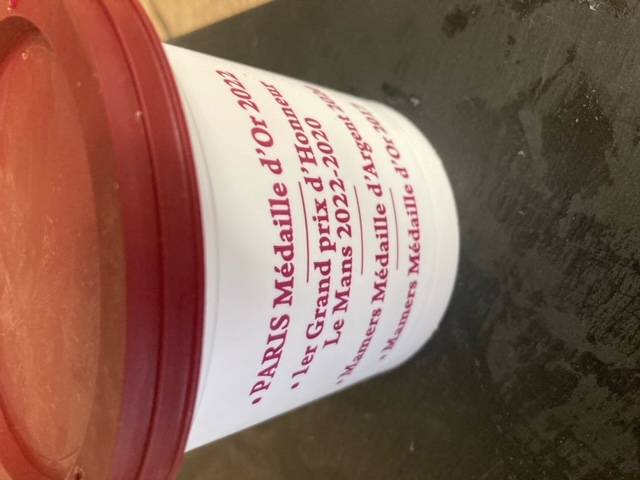 • PARIS Médaille d'Or 2022
• 1er Grand prix d'Honneur
Le Mans 2022-2020
• Mamers Médaille d'Argent
• Mamers Médaille d'Or